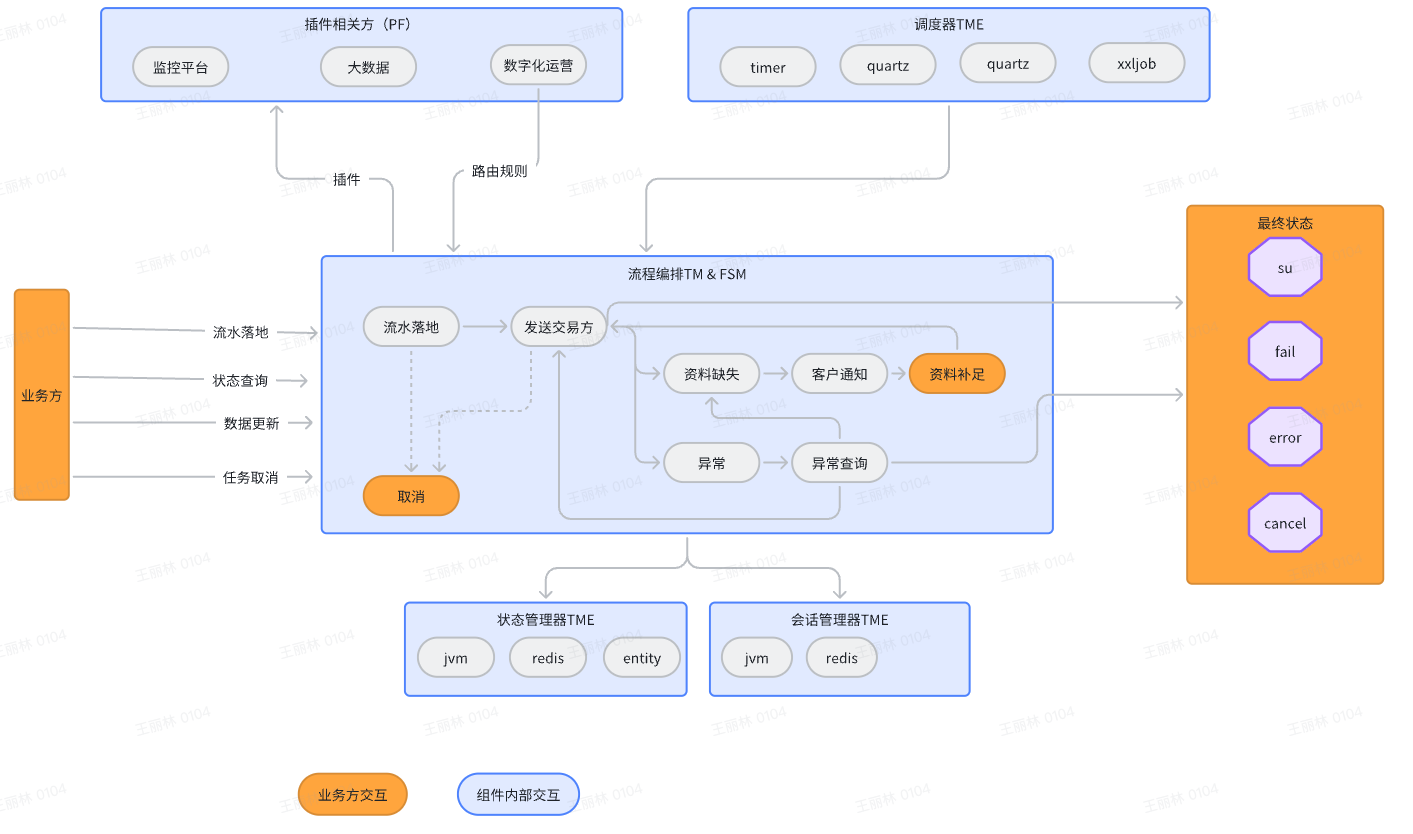 插件相关方（PF）
监控平台
大数据
数字化运营
调度器TME
timer
quartz
quartz
xxljob
插件
路由规则
业务方
流水落地
状态查询
数据更新
任务取消
流程编排TM & FSM
流水落地
发送交易方
资料缺失
客户通知
资料补足
异常
异常查询
取消
最终状态
su
fail
error
cancel
状态管理器TME
jvm
redis
entity
会话管理器TME
jvm
redis
业务方交互
组件内部交互
王丽林 0104